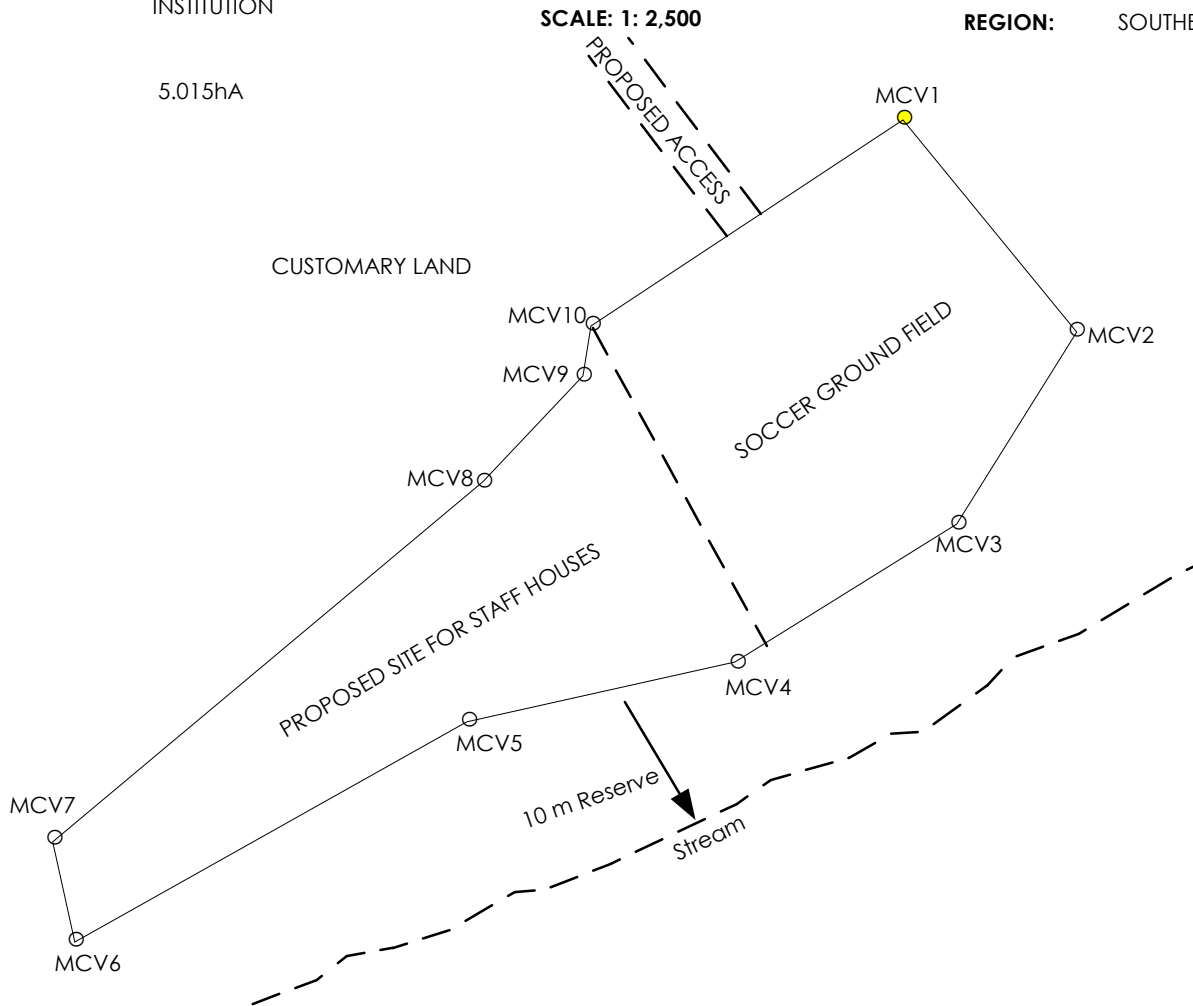 INSTITUTION
SCALE: 1: 2,500
REGION:
5.015hA
PROPOSED ACCESS
MCV1
CUSTOMARY LAND
MCV10
MCV2
MCV9
SOCCER GROUND FIELD
MCV8
MCV3
PROPOSED SITE FOR STAFF HOUSES
MCV4
MCV5
10 m Reserve
MCV7
Stream
MCV6